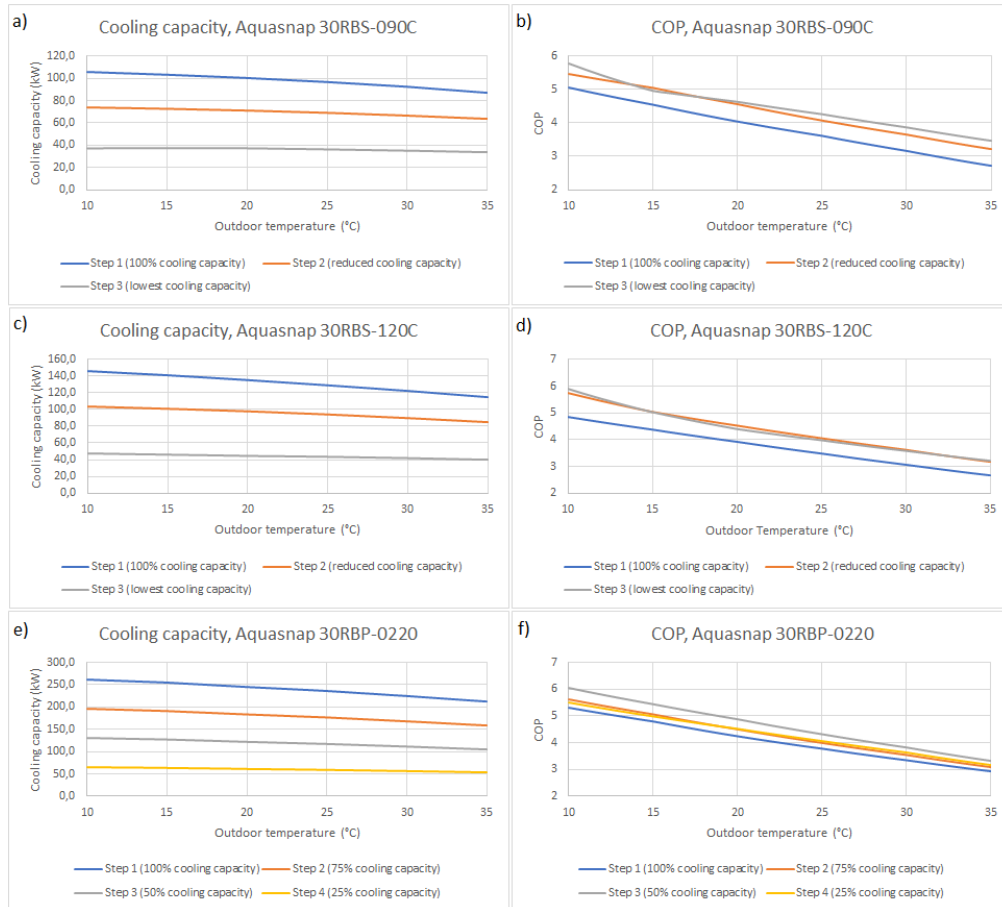 a)
Cooling capacity, Aquasnap 30RBS-090C
Cooling capacity (kW)
120,0
100,0
80,0
60,0
40,0
20,0
0,0
10 15 20 25 30 35
Outdoor temperature (°C)
Step 1 (100% cooling capacity) Step 2 (reduced cooling capacity)
Step 3 (lowest cooling capacity)
b)
COP, Aquasnap 30RBS-090C
COP
6
5
4
3
2
10 15 20 25 30 35
Outdoor temperature (°C)
Step 1 (100% cooling capacity) Step 2 (reduced cooling capacity)
Step 3 (lowest cooling capacity)
c)
Cooling capacity, Aquasnap 30RBS-120C
Cooling capacity (kW)
160,0
140,0
120,0
100,0
80,0
60,0
40,0
20,0
0,0
10 15 20 25 30 35
Outdoor temperature (°C)
Step 1 (100% cooling capacity) Step 2 (reduced cooling capacity)
Step 3 (lowest cooling capacity)
d)
COP, Aquasnap 30RBS-120C
COP
7
6
5
4
3
2
10 15 20 25 30 35
Outdoor Temperature (°C)
Step 1 (100% cooling capacity) Step 2 (reduced cooling capacity)
Step 3 (lowest cooling capacity)
e)
Cooling capacity, Aquasnap 30RBP-0220
Cooling capacity (kW)
300,0
250,0
200,0
150,0
100,0
50,0
0,0
10 15 20 25 30 35
Outdoor temperature (°C)
Step 1 (100% cooling capacity) Step 2 (75% cooling capacity)
Step 3 (50% cooling capacity) Step 4 (25% cooling capacity)
f)
COP, Aquasnap 30RBP-0220
COP
7
6
5
4
3
2
10 15 20 25 30 35
Outdoor temperature (°C)
Step 1 (100% cooling capacity) Step 2 (75% cooling capacity)
Step 3 (50% cooling capacity) Step 4 (25% cooling capacity)